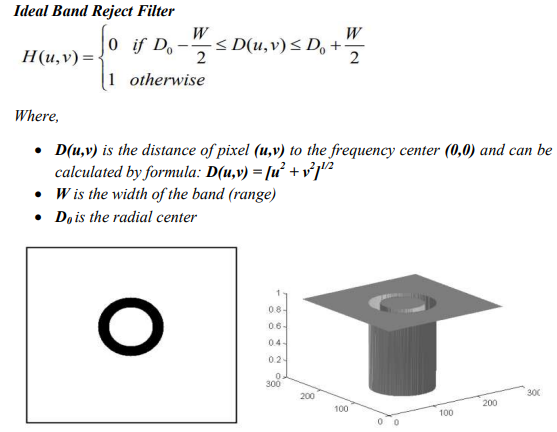 Ideal Band Reject Filter
H(u,v) = { 0 if D₀ − W/2 ≤ D(u,v) ≤ D₀ + W/2
1 otherwise
Where,
• D(u,v) is the distance of pixel (u,v) to the frequency center (0,0) and can be
calculated by formula: D(u,v) = [u² + v²]¹ᐟ²
• W is the width of the band (range)
• D₀ is the radial center
1
0.8
0.6
0.4
0.2
0
300
200
100
0
0
100
200
300